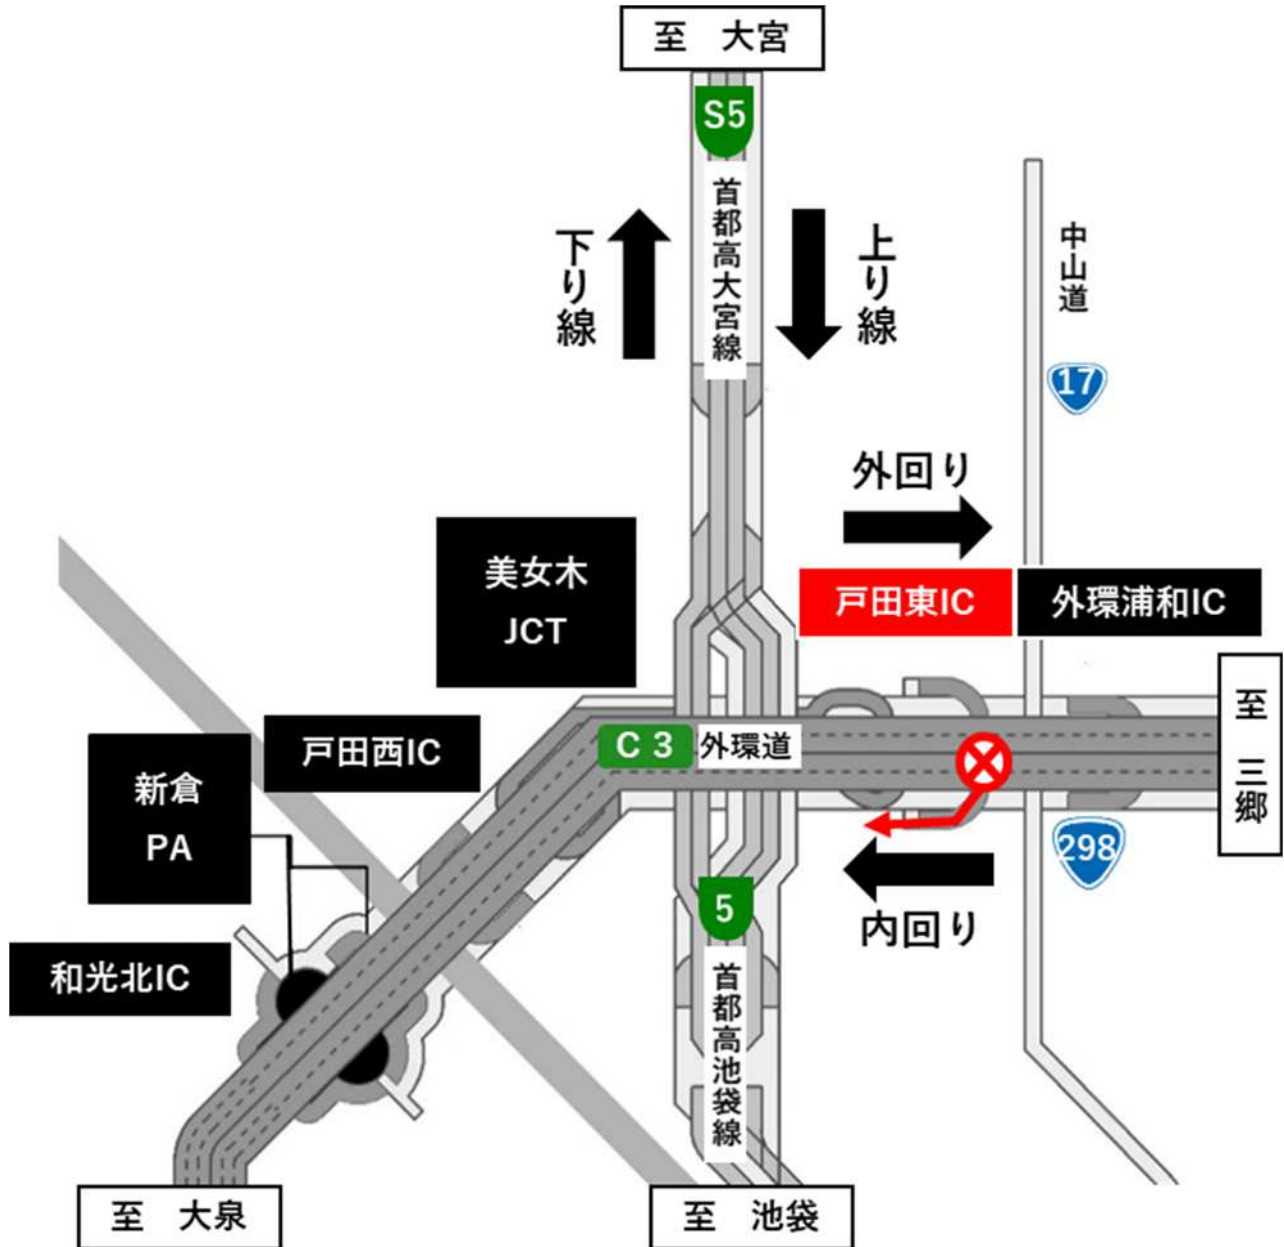 至 大宮
S5
首都高大宮線
下り線
上り線
中山道
17
外回り
美女木
JCT
戸田東IC
外環浦和IC
至 三郷
C3
外環道
戸田西IC
新倉
PA
298
内回り
5
和光北IC
首都高池袋線
至 大泉
至 池袋